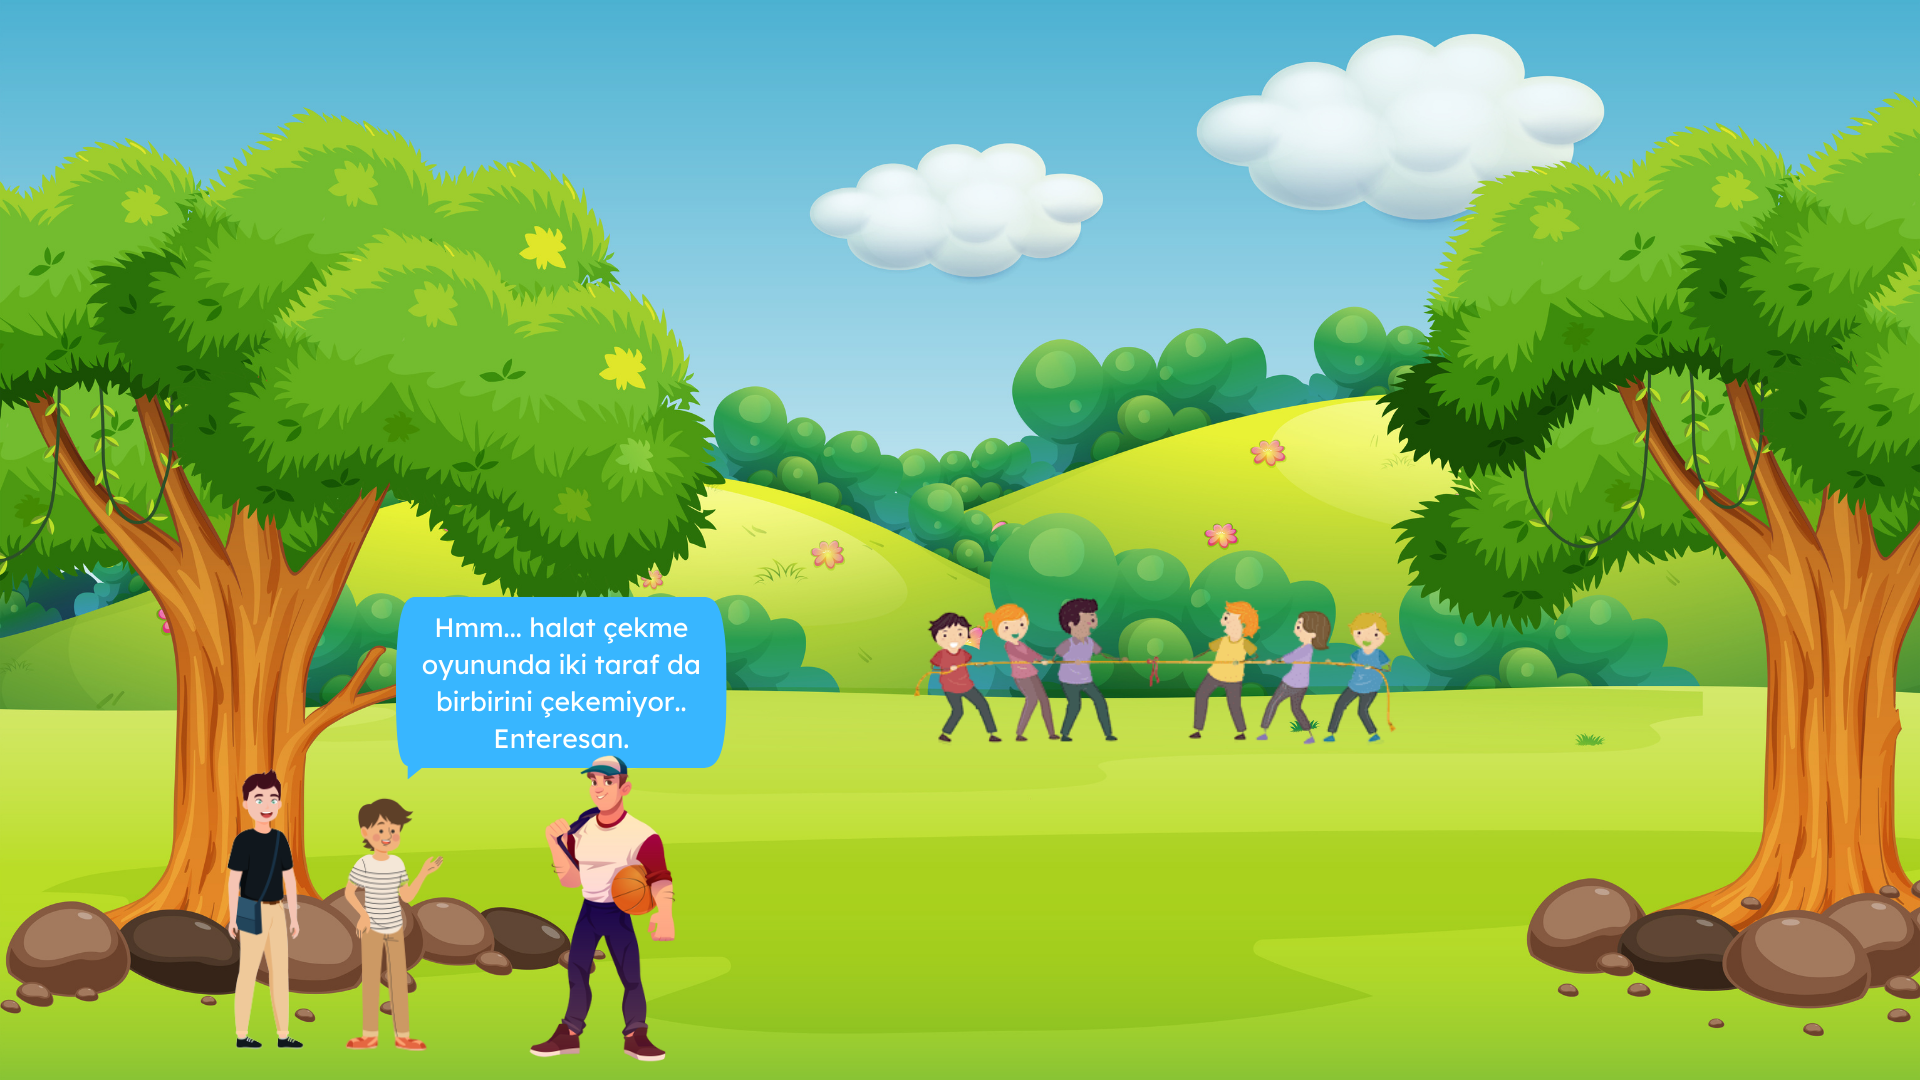 Hmm... halat çekme
oyununda iki taraf da
birbirini çekemiyor..
Enteresan.